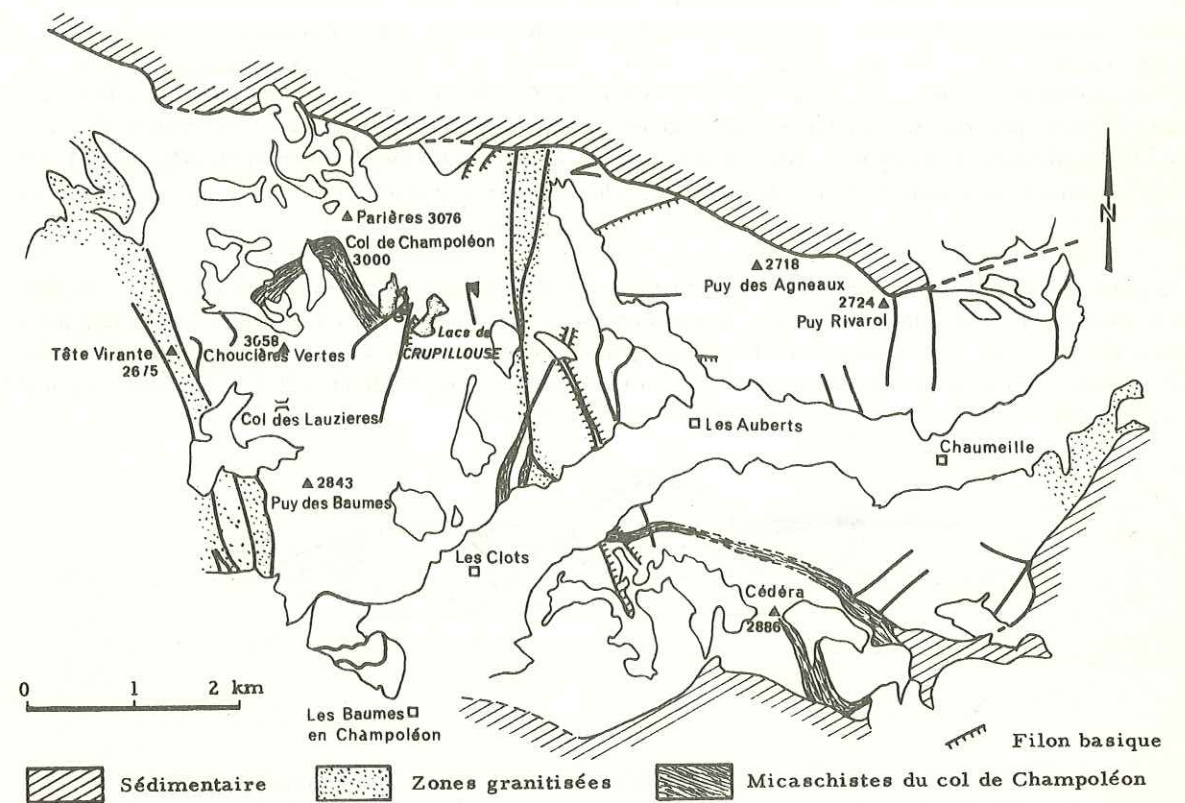 N
Parières 3076
Col de Champoléon
3000
2718
Puy des Agneaux
2724
Puy Rivarol
Lacs de
CRUPILLOUSE
3058
Choucières Vertes
Tête Virante
2675
Col des Lauzieres
Les Auberts
Chaumeille
2843
Puy des Baumes
Les Clots
Cédéra
2886
0 1 2 km
Les Baumes
en Champoléon
Filon basique
Sédimentaire
Zones granitisées
Micaschistes du col de Champoléon